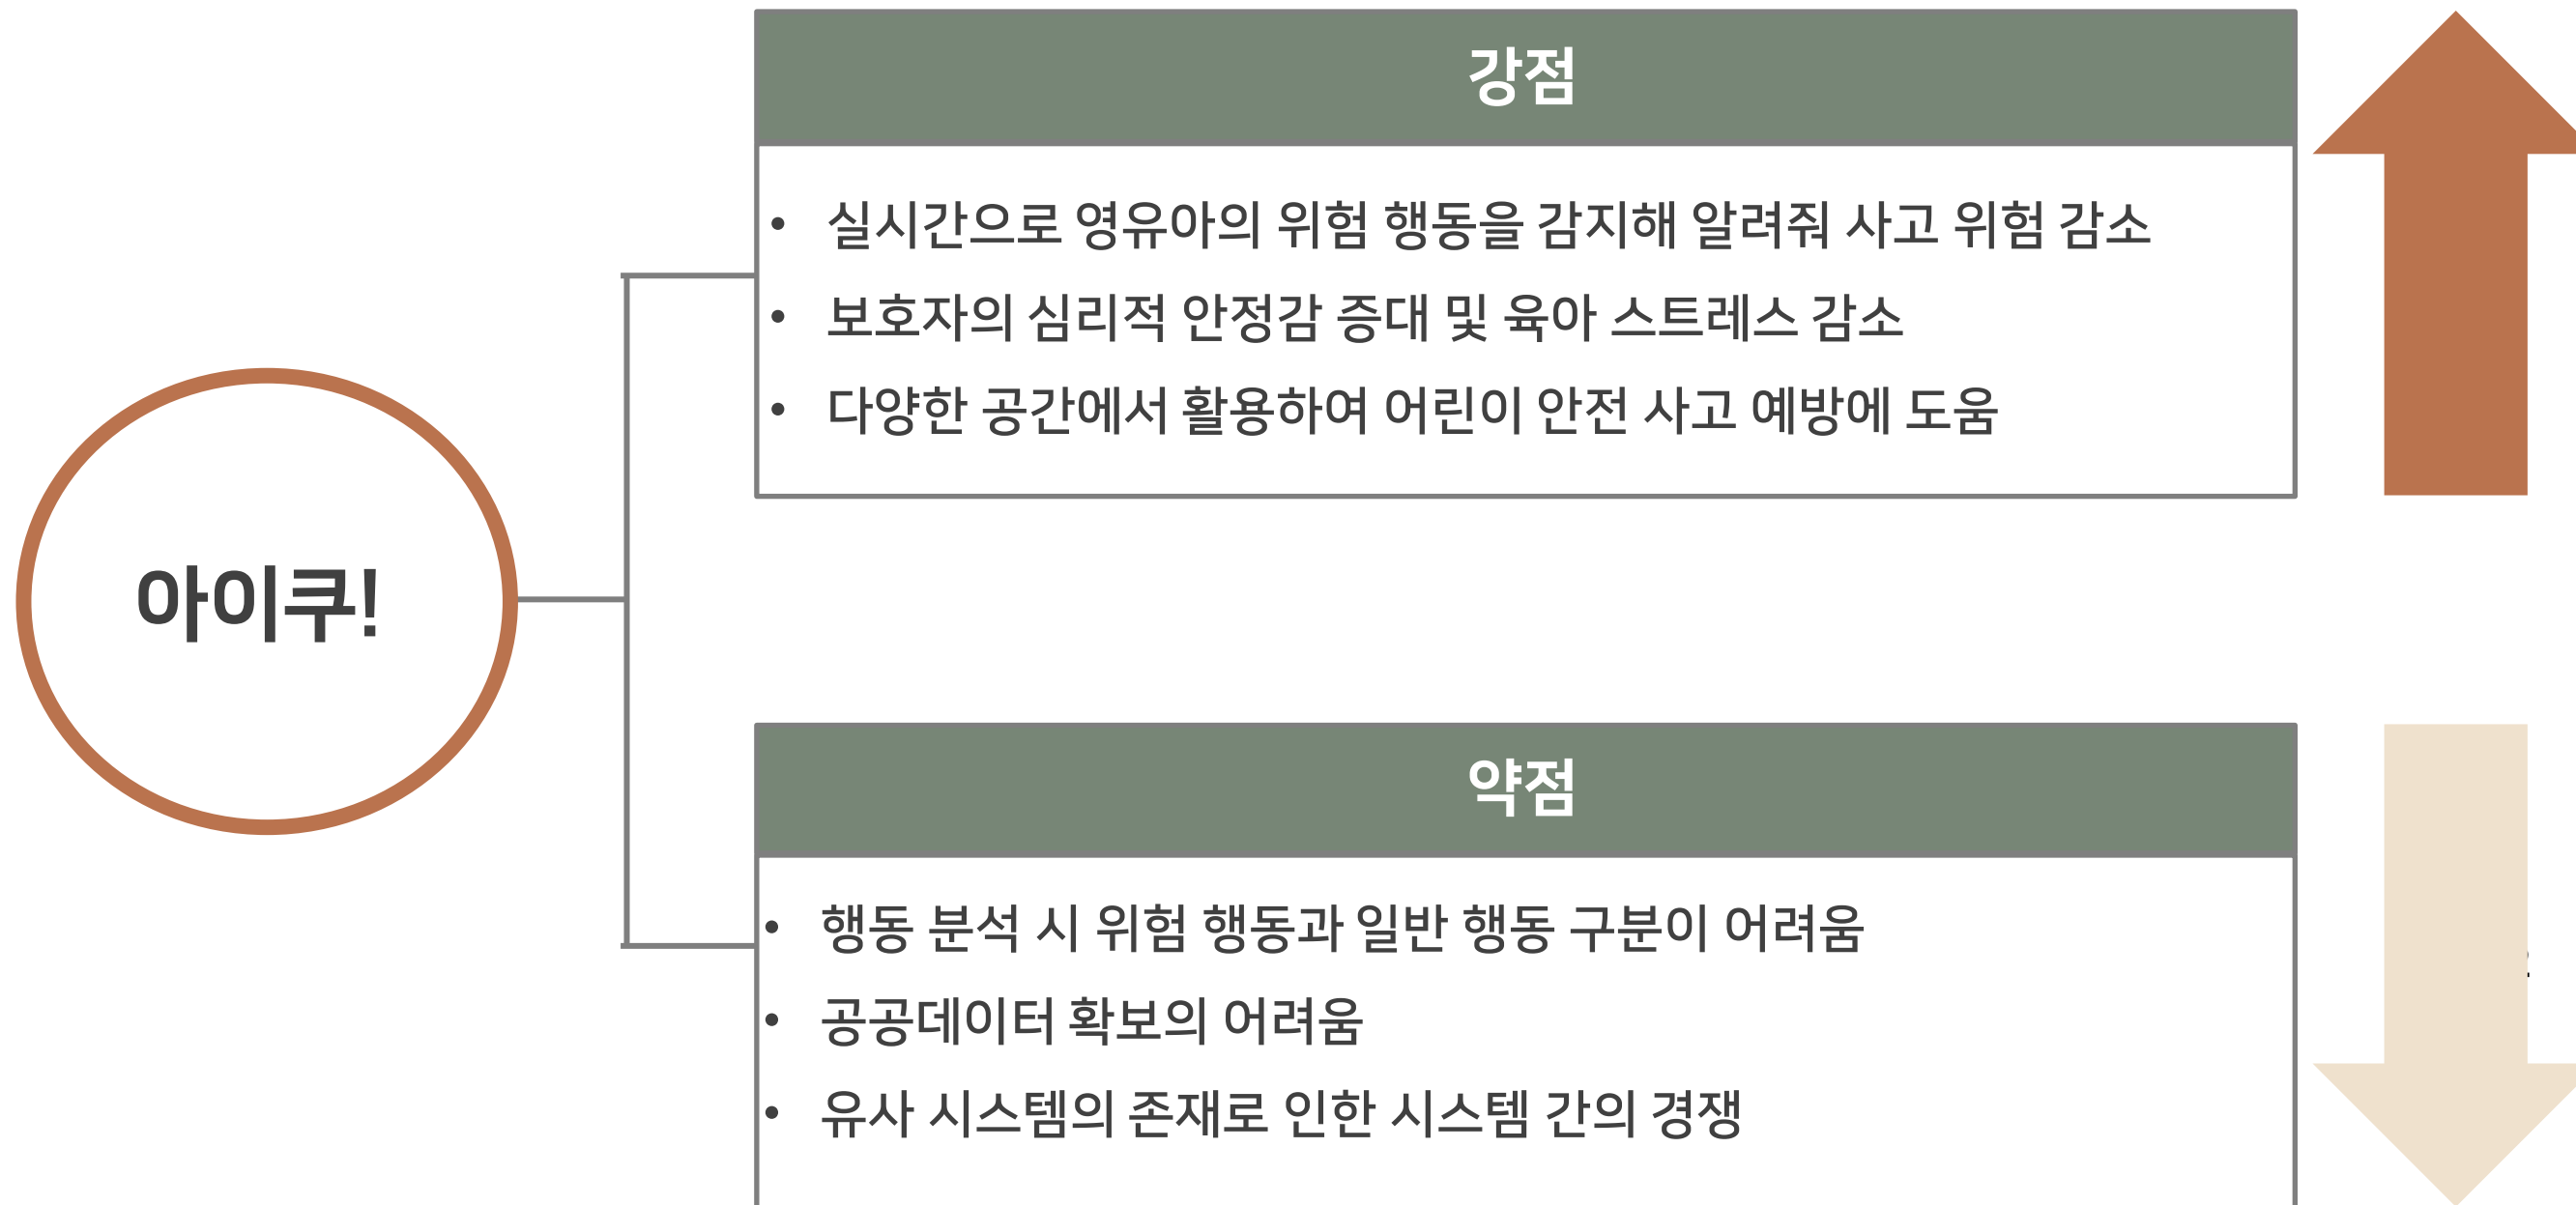 강점
• 실시간으로 영유아의 위험 행동을 감지해 알려줘 사고 위험 감소
• 보호자의 심리적 안정감 증대 및 육아 스트레스 감소
• 다양한 공간에서 활용하여 어린이 안전 사고 예방에 도움
아이쿠!
약점
• 행동 분석 시 위험 행동과 일반 행동 구분이 어려움
• 공공데이터 확보의 어려움
• 유사 시스템의 존재로 인한 시스템 간의 경쟁